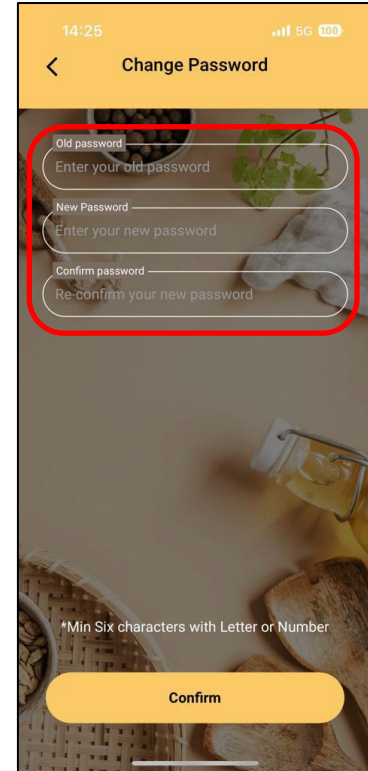 14:25
5G 100
Change Password
Old password
Enter your old password
New Password
Enter your new password
Confirm password
Re-confirm your new password
*Min Six characters with Letter or Number
Confirm